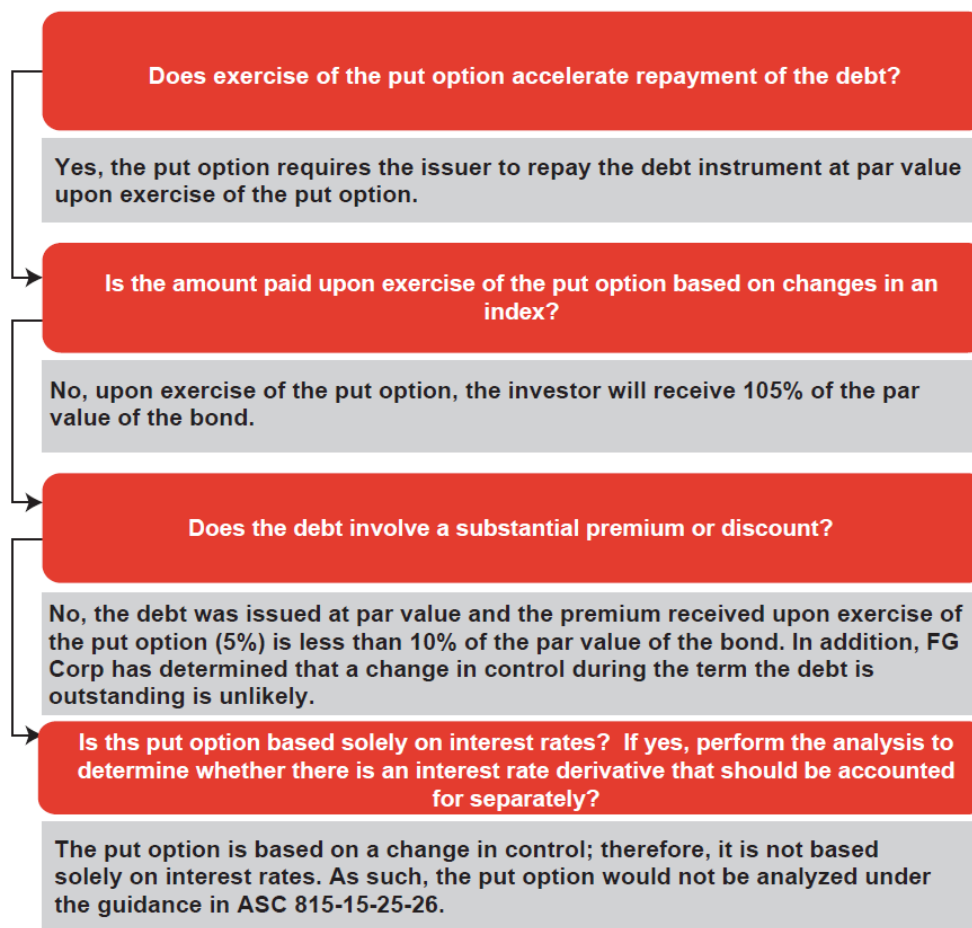 Does exercise of the put option accelerate repayment of the debt?
Yes, the put option requires the issuer to repay the debt instrument at par value
upon exercise of the put option.
Is the amount paid upon exercise of the put option based on changes in an
index?
No, upon exercise of the put option, the investor will receive 105% of the par
value of the bond.
Does the debt involve a substantial premium or discount?
No, the debt was issued at par value and the premium received upon exercise of
the put option (5%) is less than 10% of the par value of the bond. In addition, FG
Corp has determined that a change in control during the term the debt is
outstanding is unlikely.
Is ths put option based solely on interest rates? If yes, perform the analysis to
determine whether there is an interest rate derivative that should be accounted
for separately?
The put option is based on a change in control; therefore, it is not based
solely on interest rates. As such, the put option would not be analyzed under
the guidance in ASC 815-15-25-26.